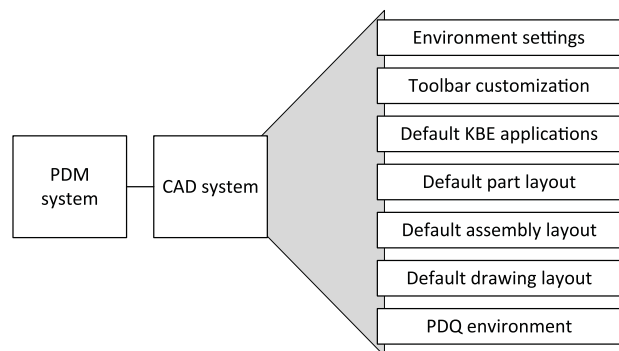 PDM
system
CAD system
Environment settings
Toolbar customization
Default KBE applications
Default part layout
Default assembly layout
Default drawing layout
PDQ environment